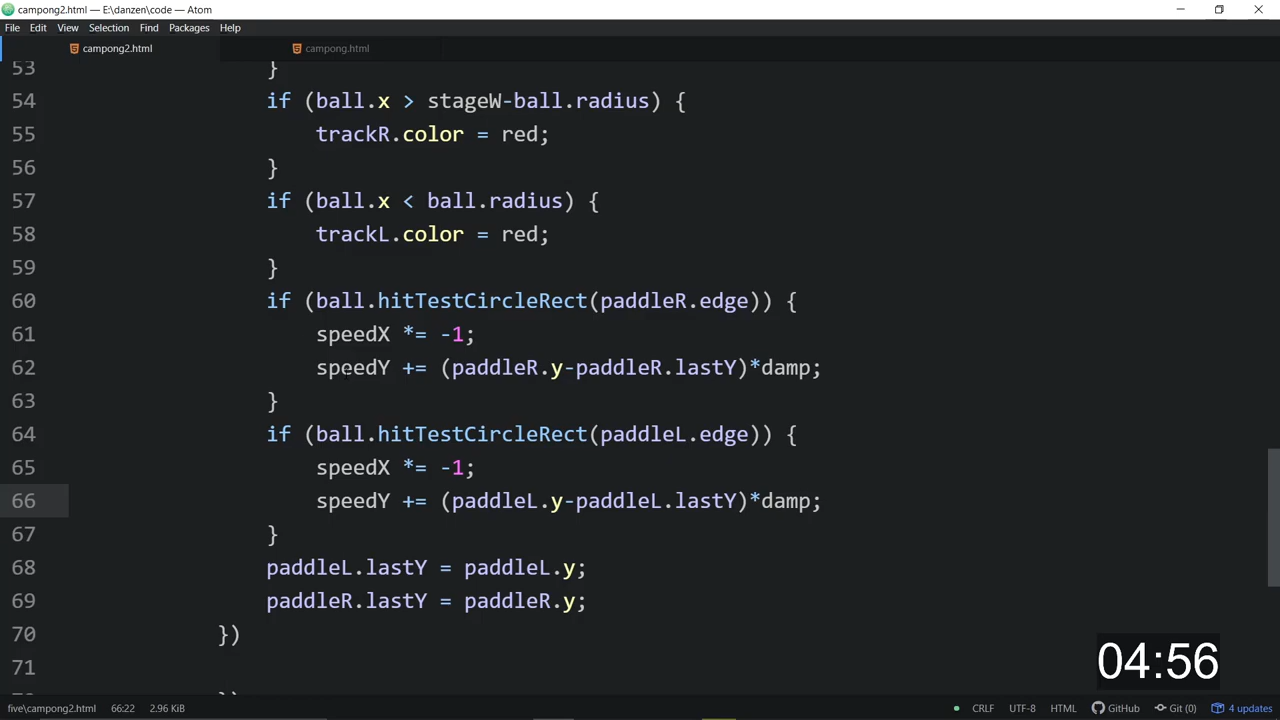 campong2.html — E:\danzen\code — Atom
File Edit View Selection Find Packages Help
campong2.html campong.html
53 }
54 if (ball.x > stageW-ball.radius) {
55 trackR.color = red;
56 }
57 if (ball.x < ball.radius) {
58 trackL.color = red;
59 }
60 if (ball.hitTestCircleRect(paddleR.edge)) {
61 speedX *= -1;
62 speedY += (paddleR.y-paddleR.lastY)*damp;
63 }
64 if (ball.hitTestCircleRect(paddleL.edge)) {
65 speedX *= -1;
66 speedY += (paddleL.y-paddleL.lastY)*damp;
67 }
68 paddleL.lastY = paddleL.y;
69 paddleR.lastY = paddleR.y;
70 })
71
04:56
five\campong2.html 66:22 2.96 KiB CRLF UTF-8 HTML GitHub Git (0) 4 updates